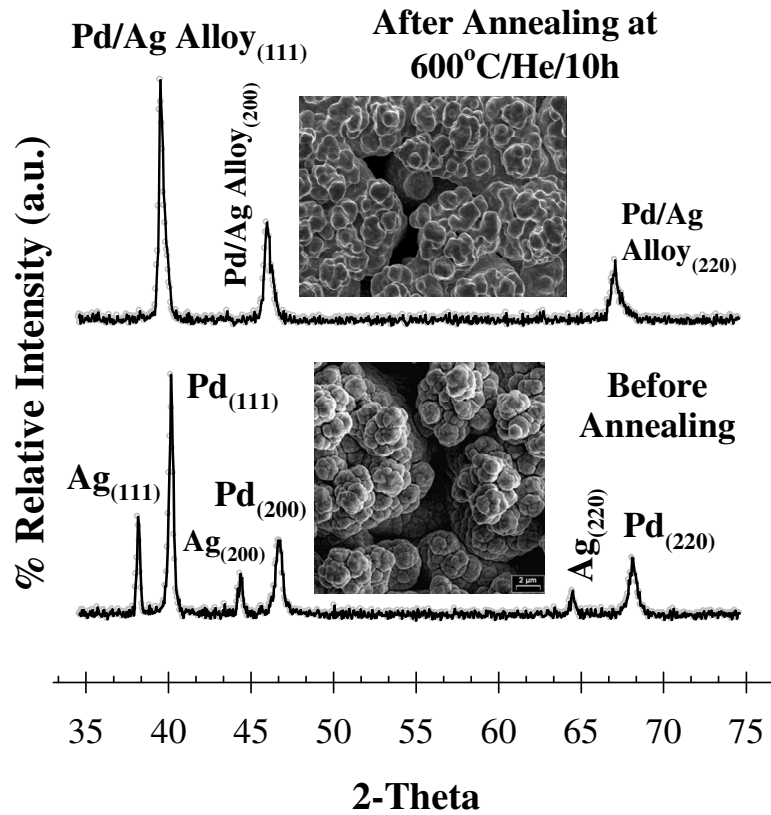 Pd/Ag Alloy(111)
After Annealing at
600°C/He/10h
Pd/Ag Alloy(200)
Pd/Ag
Alloy(220)
% Relative Intensity (a.u.)
Pd(111)
Before
Annealing
Ag(111)
Pd(200)
Ag(200)
Ag(220)
Pd(220)
2 µm
35 40 45 50 55 60 65 70 75
2-Theta